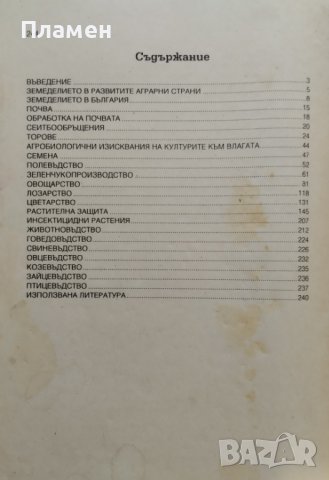 Пламен
Съдържание
ВЪВЕДЕНИЕ 3
ЗЕМЕДЕЛИЕТО В РАЗВИТИТЕ АГРАРНИ СТРАНИ 5
ЗЕМЕДЕЛИЕТО В БЪЛГАРИЯ 8
ПОЧВА 15
ОБРАБОТКА НА ПОЧВАТА 18
СЕИТБООБРЪЩЕНИЯ 20
ТОРОВЕ 24
АГРОБИОЛОГИЧНИ ИЗИСКВАНИЯ НА КУЛТУРИТЕ КЪМ ВЛАГАТА 44
СЕМЕНА 47
ПОЛЕВЪДСТВО 52
ЗЕЛЕНЧУКОПРОИЗВОДСТВО 61
ОВОЩАРСТВО 31
ЛОЗАРСТВО 118
ЦВЕТАРСТВО 131
РАСТИТЕЛНА ЗАЩИТА 145
ИНСЕКТИЦИДНИ РАСТЕНИЯ 207
ЖИВОТНОВЪДСТВО 212
ГОВЕДОВЪДСТВО 224
СВИНЕВЪДСТВО 226
ОВЦЕВЪДСТВО 232
КОЗЕВЪДСТВО 235
ЗАЙЦЕВЪДСТВО 236
ПТИЦЕВЪДСТВО 237
ИЗПОЛЗВАНА ЛИТЕРАТУРА 240
BAZAR